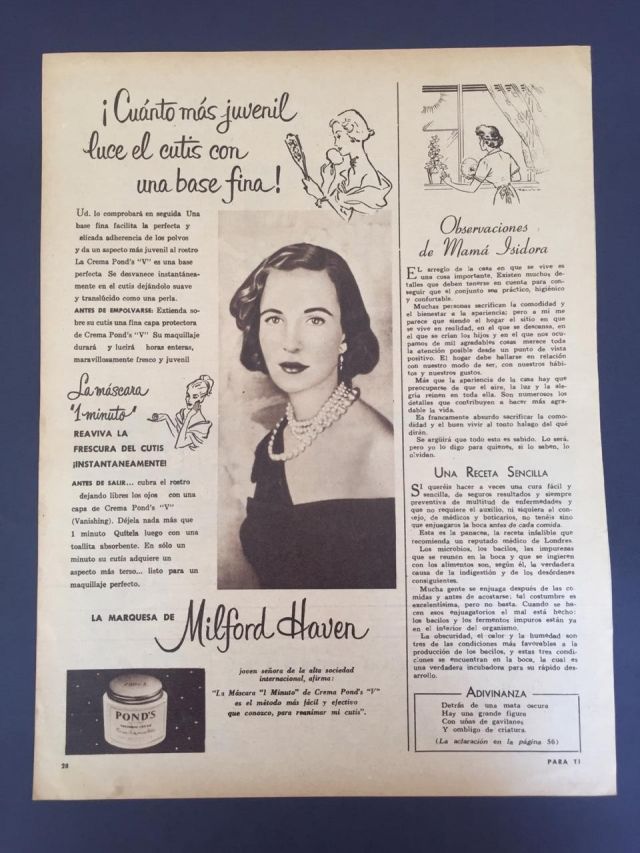 ¡Cuánto más juvenil
luce el cutis con
una base fina!
Ud. lo comprobará en seguida Una
base fina facilita la perfecta y
elicada adherencia de los polvos
y da un aspecto más juvenil al rostro
La Crema Pond's "V" es una base
perfecta. Se desvanece instantánea-
mente en el cutis dejándolo suave
y translúcido como una perla.
ANTES DE EMPOLVARSE: Extienda so-
bre su cutis una fina capa protectora
de Crema Pond's "V" Su maquillaje
durará y lucirá horas enteras,
maravillosamente fresco y juvenil
La máscara
"1-minuto"
REAVIVA LA
FRESCURA DEL CUTIS
¡INSTANTANEAMENTE!
ANTES DE SALIR... cubra el rostro
dejando libres los ojos con una
capa de Crema Pond's "V"
(Vanishing). Déjela nada más que
1 minuto Quítela luego con una
toallita absorbente. En sólo un
minuto su cutis adquiere un
aspecto más terso... listo para un
maquillaje perfecto.
LA MARQUESA DE Milford Haven
joven señora de la alta sociedad
internacional, afirma:
"La Máscara "1 Minuto" de Crema Pond's "V"
es el método más fácil y efectivo
que conozco, para reanimar mi cutis".
POND'S
28
Observaciones
de Mamá Isidora
EL arreglo de la casa en que se vive es
una cosa importante. Existen muchos de-
talles que deben tenerse en cuenta para con-
seguir que el conjunto sea práctico, higiénico
y confortable.
Muchas personas sacrifican la comodidad y
el bienestar a la apariencia; pero a mi me
parece que siendo el hogar el sitio en que
se vive en realidad, en el que se descansa, en
el que se crían los hijos y en el que nos ocu-
pamos de mil agradables cosas merece toda
la atención posible desde un punto de vista
positivo. El hogar debe hallarse en relación
con nuestro modo de ser, con nuestros hábi-
tos y nuestros gustos.
Más que la apariencia de la casa hay que
preocuparse de que el aire, la luz y la ale-
gría reinen en toda ella. Son numerosos los
detalles que contribuyen a hacer más agra-
dable la vida.
Es francamente absurdo sacrificar la como-
didad y el buen vivir al tonto halago del qué
dirán.
Se argüirá que todo esto es sabido. Lo será,
pero yo lo digo para quienes, si lo saben, lo
olvidan.
UNA RECETA SENCILLA
SI queréis hacer a veces una cura fácil y
sencilla, de seguros resultados y siempre
preventiva de multitud de enfermedades y
que no requiere el auxilio, ni siquiera al con-
sejo, de médicos y boticarios, no tenéis sino
que enjuagaros la boca antes de cada comida.
Esta es la panacea, la receta infalible que
recomienda un reputado médico de Londres.
Los microbios, los bacilos, las impurezas
que se reunen en la boca y que se ingieren
con los alimentos son, según él, la verdadera
causa de la indigestión y de los desórdenes
consiguientes.
Mucha gente se enjuaga después de las co-
midas y antes de acostarse; tal costumbre es
excelentísima, pero no basta. Cuando se ha-
cen esos enjuagatorios el mal está hecho:
los bacilos y los fermentos impuros están ya
en el interior del organismo.
La obscuridad, el calor y la humedad son
tres de las condiciones más favorables a la
producción de los bacilos, y estas tres condi-
ciones se encuentran en la boca, la cual es
una verdadera incubadora para su rápido des-
arrollo.
ADIVINANZA
Detrás de una mata oscura
Hay una grande figura
Con uñas de gavilanes
Y ombligo de criatura.
(La aclaración en la página 56)
PARA TI